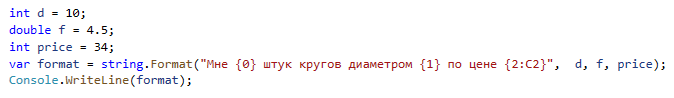 int d = 10;
double f = 4.5;
int price = 34;
var format = string.Format("Мне {0} штук кругов диаметром {1} по цене {2:C2}",  d, f, price);
Console.WriteLine(format);